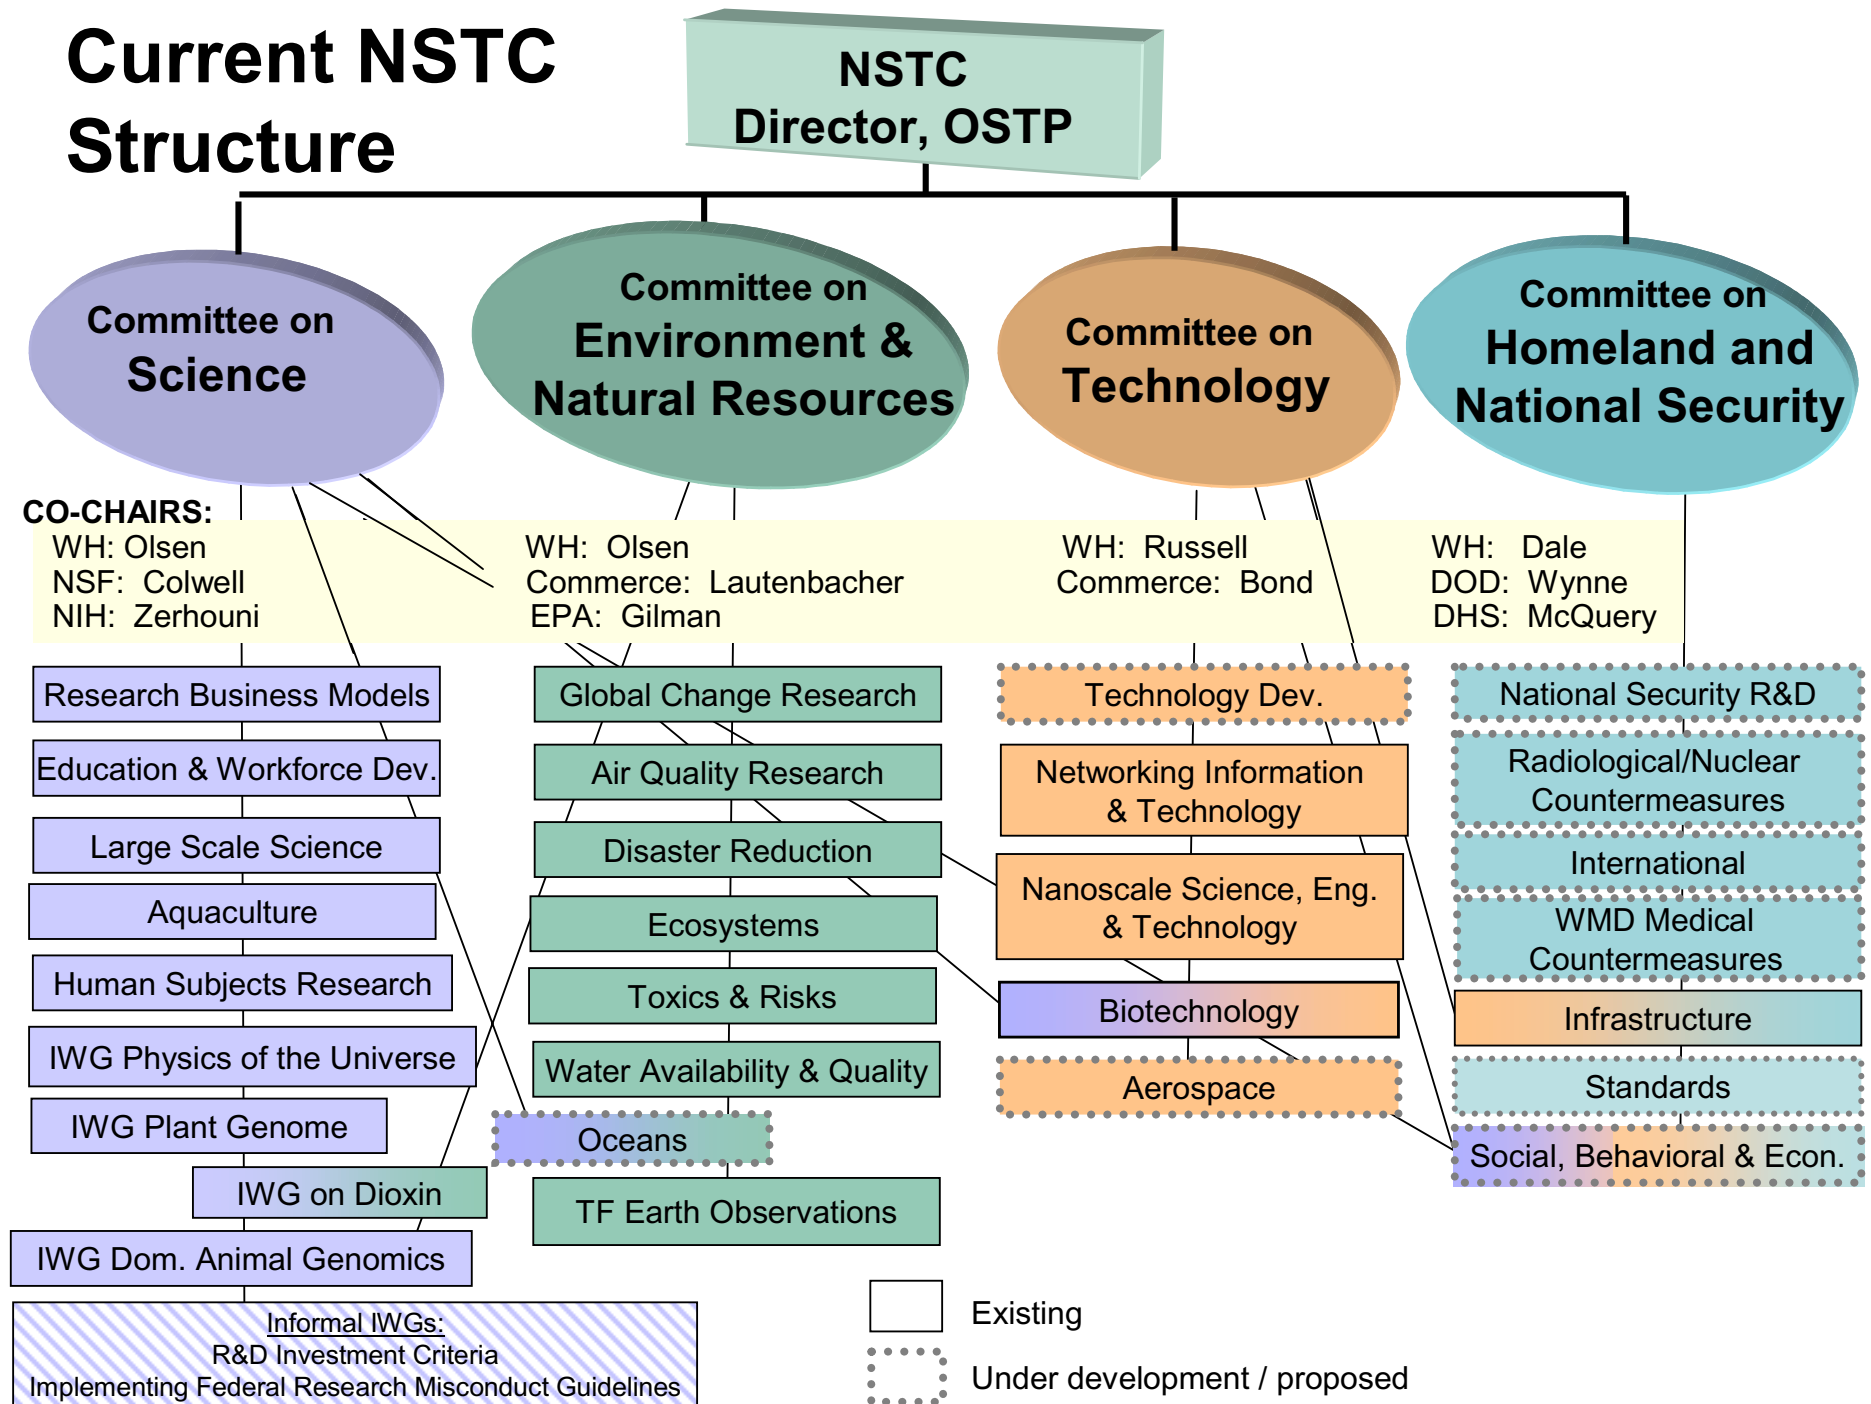 Current NSTC
Structure
NSTC
Director, OSTP
Committee on
Science
Committee on
Environment &
Natural Resources
Committee on
Technology
Committee on
Homeland and
National Security
CO-CHAIRS:
WH: Olsen
NSF: Colwell
NIH: Zerhouni
WH: Olsen
Commerce: Lautenbacher
EPA: Gilman
WH: Russell
Commerce: Bond
WH: Dale
DOD: Wynne
DHS: McQuery
Research Business Models
Education & Workforce Dev.
Large Scale Science
Aquaculture
Human Subjects Research
IWG Physics of the Universe
IWG Plant Genome
IWG on Dioxin
IWG Dom. Animal Genomics
Informal IWGs:
R&D Investment Criteria
Implementing Federal Research Misconduct Guidelines
Global Change Research
Air Quality Research
Disaster Reduction
Ecosystems
Toxics & Risks
Water Availability & Quality
Oceans
TF Earth Observations
Technology Dev.
Networking Information
& Technology
Nanoscale Science, Eng.
& Technology
Biotechnology
Aerospace
National Security R&D
Radiological/Nuclear
Countermeasures
International
WMD Medical
Countermeasures
Infrastructure
Standards
Social, Behavioral & Econ.
Existing
Under development / proposed